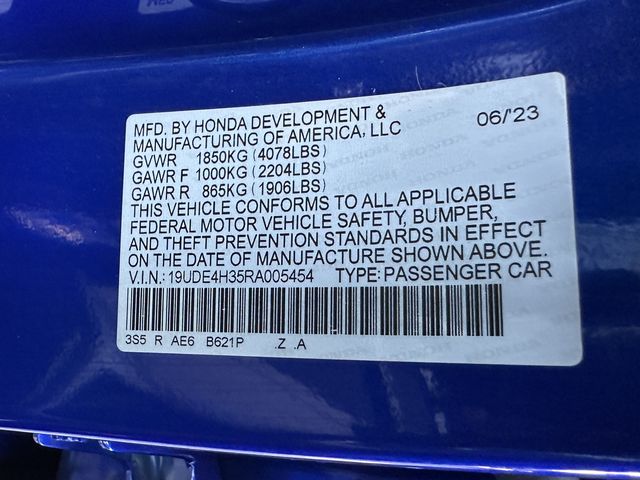 MFD. BY HONDA DEVELOPMENT &
MANUFACTURING OF AMERICA, LLC 06/'23
GVWR 1850KG (4078LBS)
GAWR F 1000KG (2204LBS)
GAWR R 865KG (1906LBS)
THIS VEHICLE CONFORMS TO ALL APPLICABLE
FEDERAL MOTOR VEHICLE SAFETY, BUMPER,
AND THEFT PREVENTION STANDARDS IN EFFECT
ON THE DATE OF MANUFACTURE SHOWN ABOVE.
V.I.N.: 19UDE4H35RA005454 TYPE: PASSENGER CAR
3S5 R AE6 B621P .Z .A